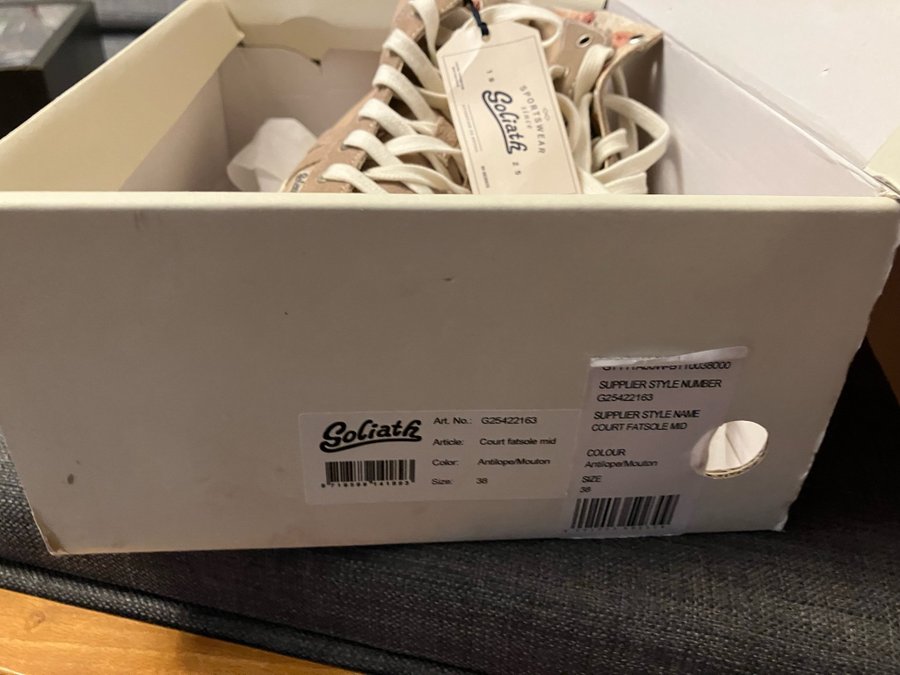 SPORTSWEAR
since
18 Goliath 25
Goliath
Art. No.: G25422163
Article: Court fatsole mid
Color: Antilope/Mouton
Size: 38
SUPPLIER STYLE NUMBER
G25422163
SUPPLIER STYLE NAME
COURT FATSOLE MID
COLOUR
Antilope/Mouton
SIZE
38